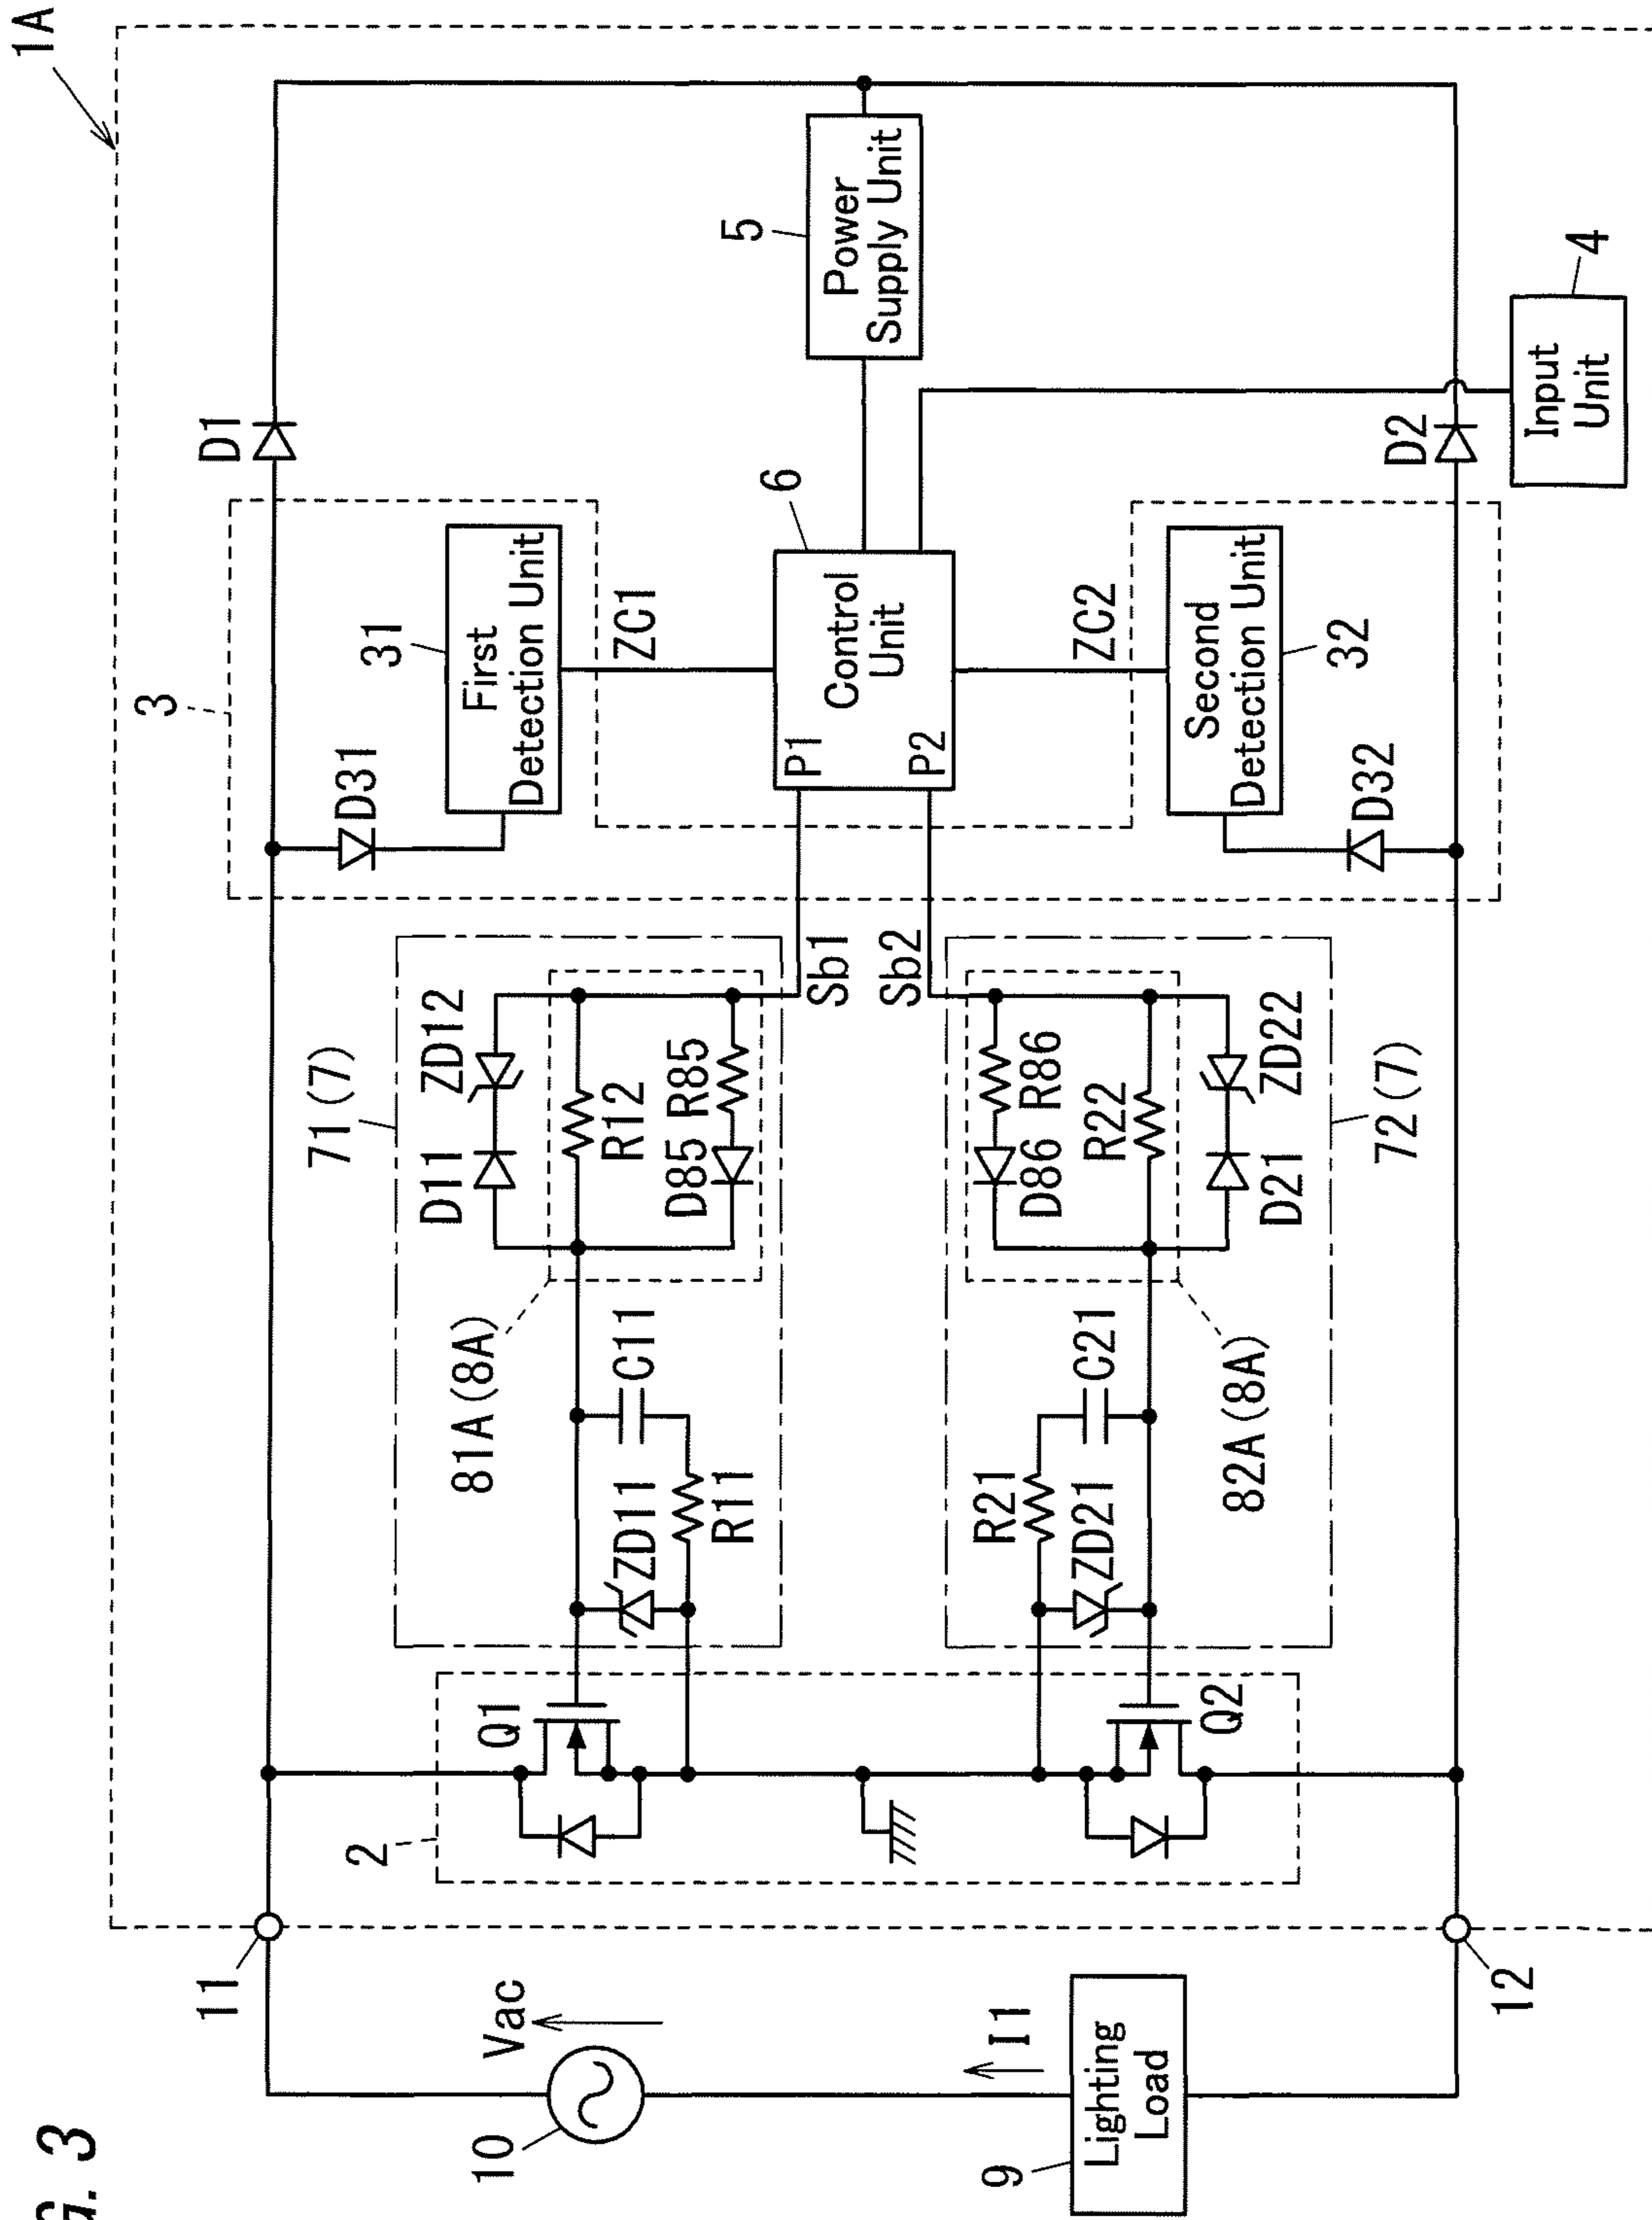 G. 3
1A
11
12
10
Vac
I1
9
Lighting
Load
2
Q1
Q2
71(7)
D11
ZD12
R12
D85
R85
81A(8A)
C11
ZD11
R11
Sb1
Sb2
R21
ZD21
C21
82A(8A)
D86
R86
R22
D21
ZD22
72(7)
3
D31
31
First
Detection Unit
ZC1
6
P1
P2
Control
Unit
ZC2
Second
Detection Unit
32
D32
D1
D2
5
Power
Supply Unit
4
Input
Unit